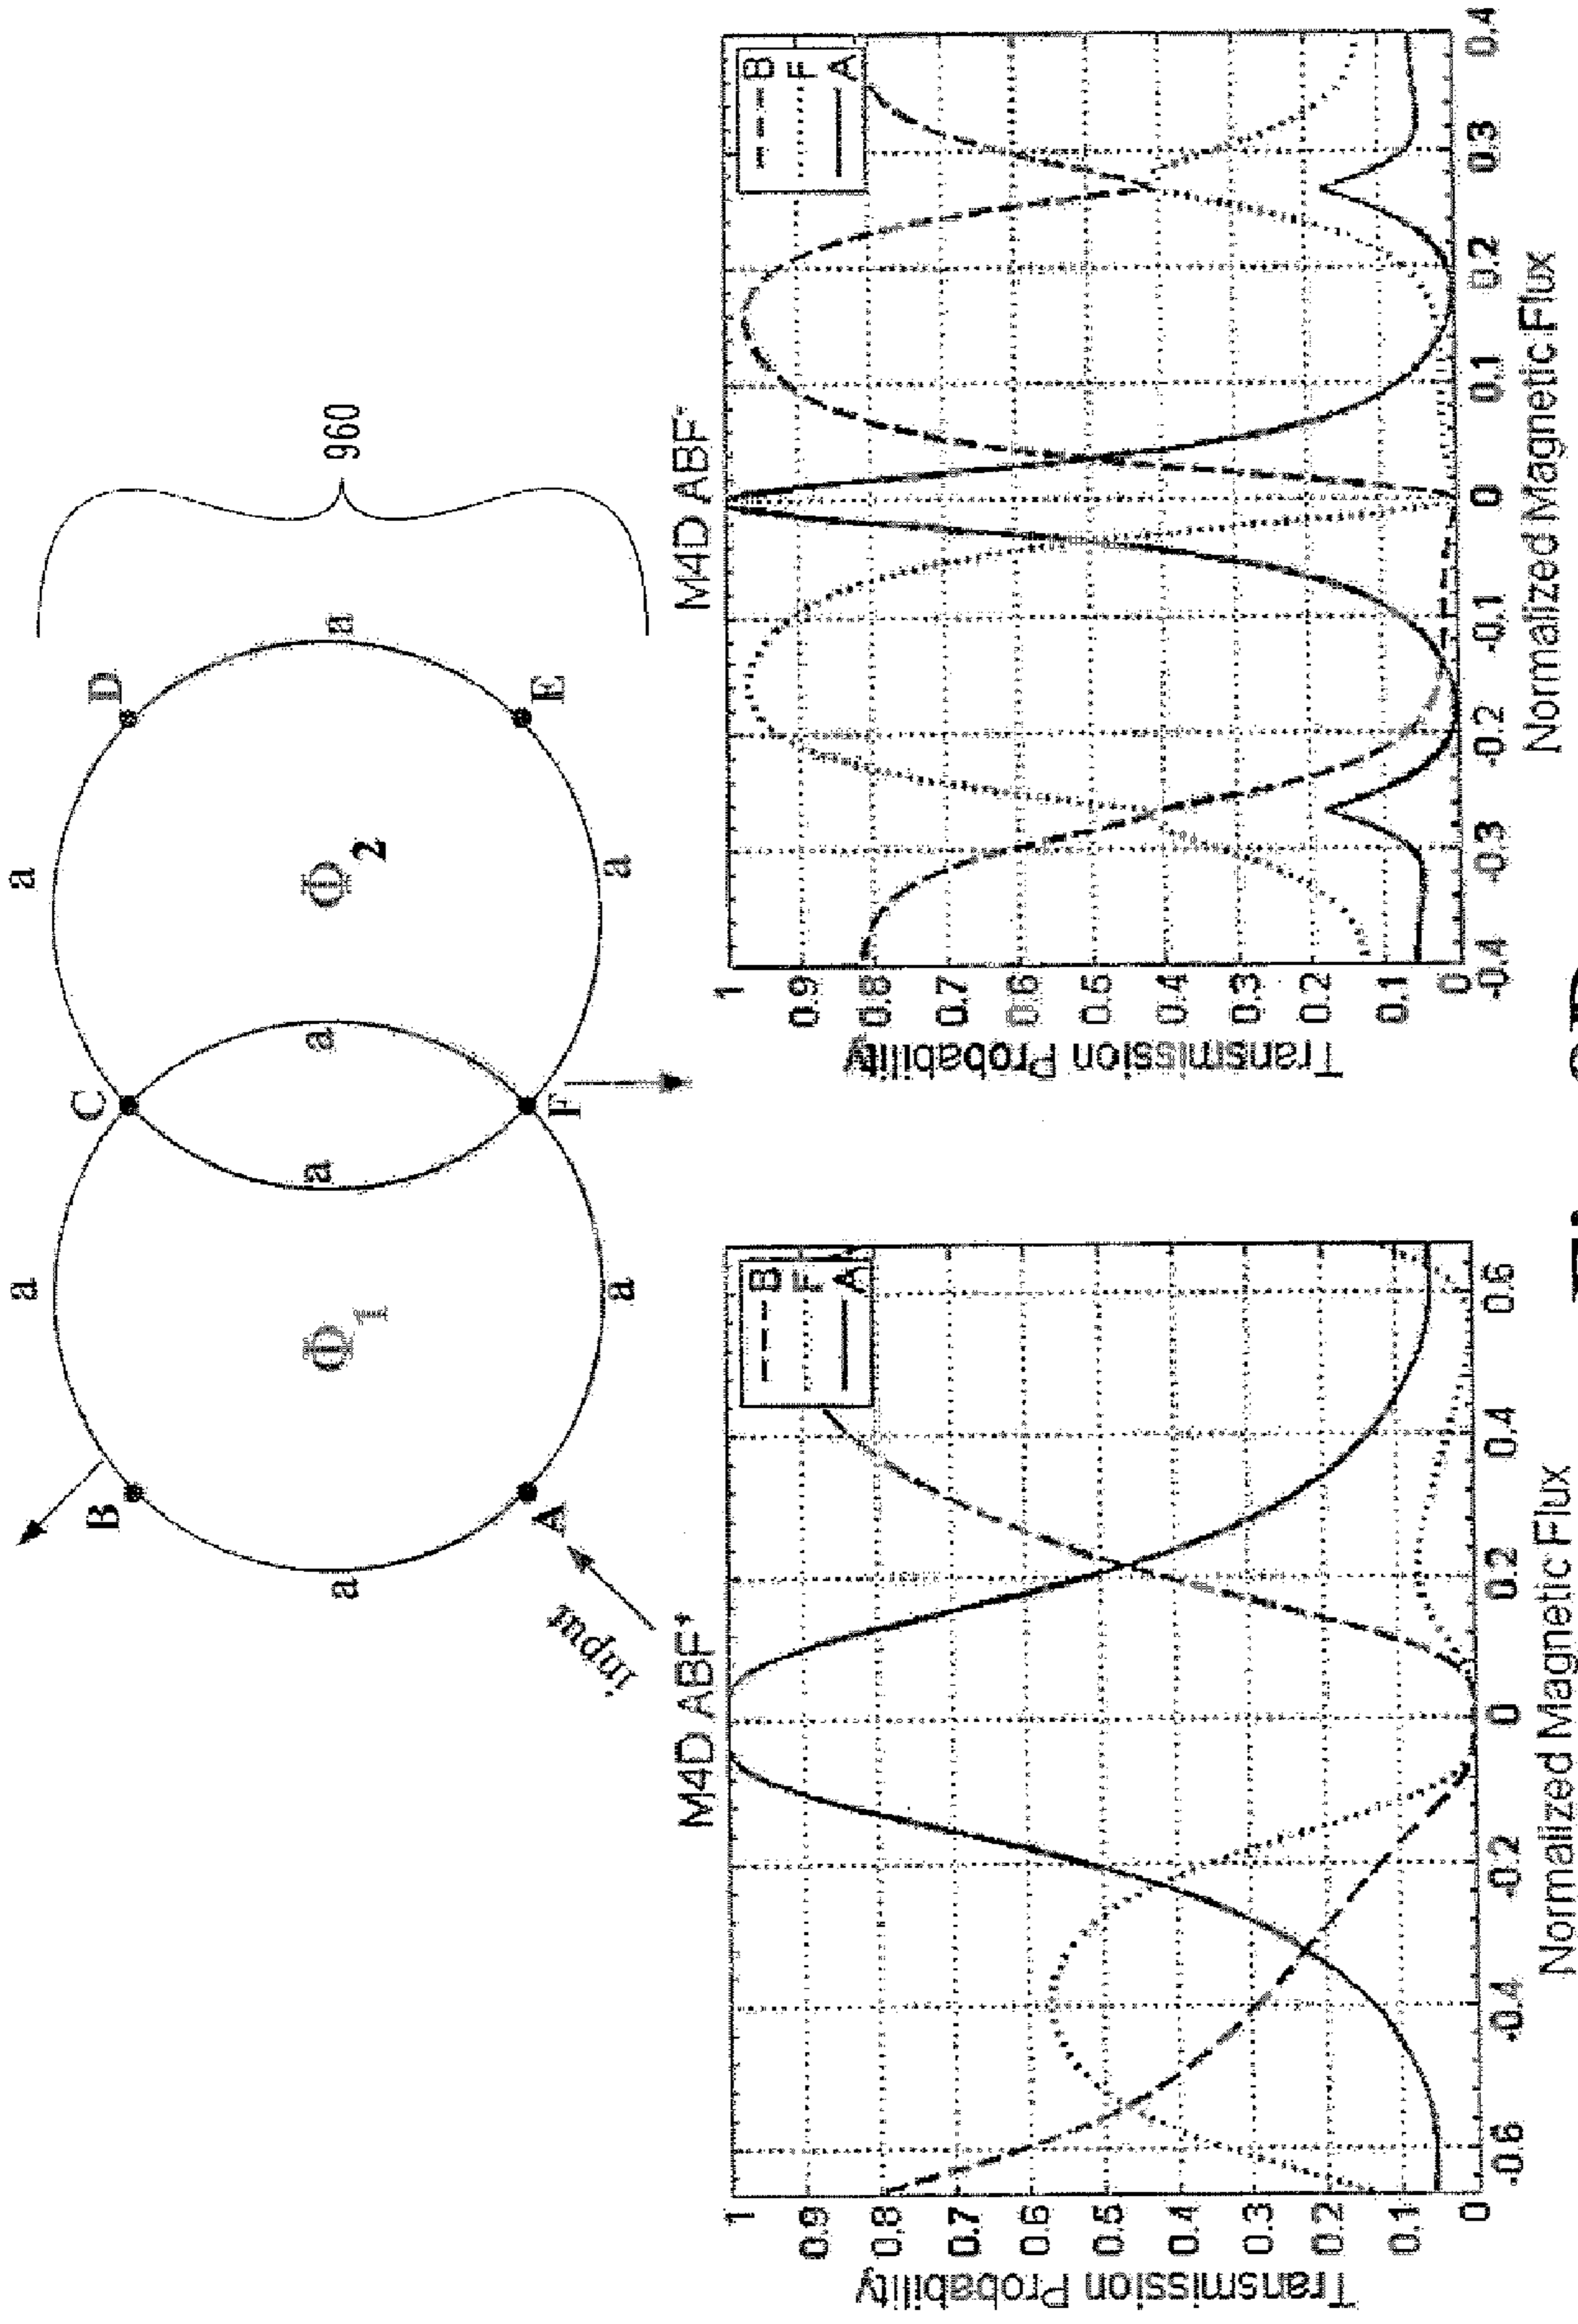 a
a
B
C
D
a
Φ1
a
a
Φ2
a
960
A
F
E
a
a
input
M4D ABF+
B
F
A
Transmission Probability
1
0.9
0.8
0.7
0.6
0.5
0.4
0.3
0.2
0.1
0
-0.6
-0.4
-0.2
0
0.2
0.4
0.6
Normalized Magnetic Flux
M4D ABF-
B
F
A
Transmission Probability
1
0.9
0.8
0.7
0.6
0.5
0.4
0.3
0.2
0.1
0
-0.4
-0.3
-0.2
-0.1
0
0.1
0.2
0.3
0.4
Normalized Magnetic Flux